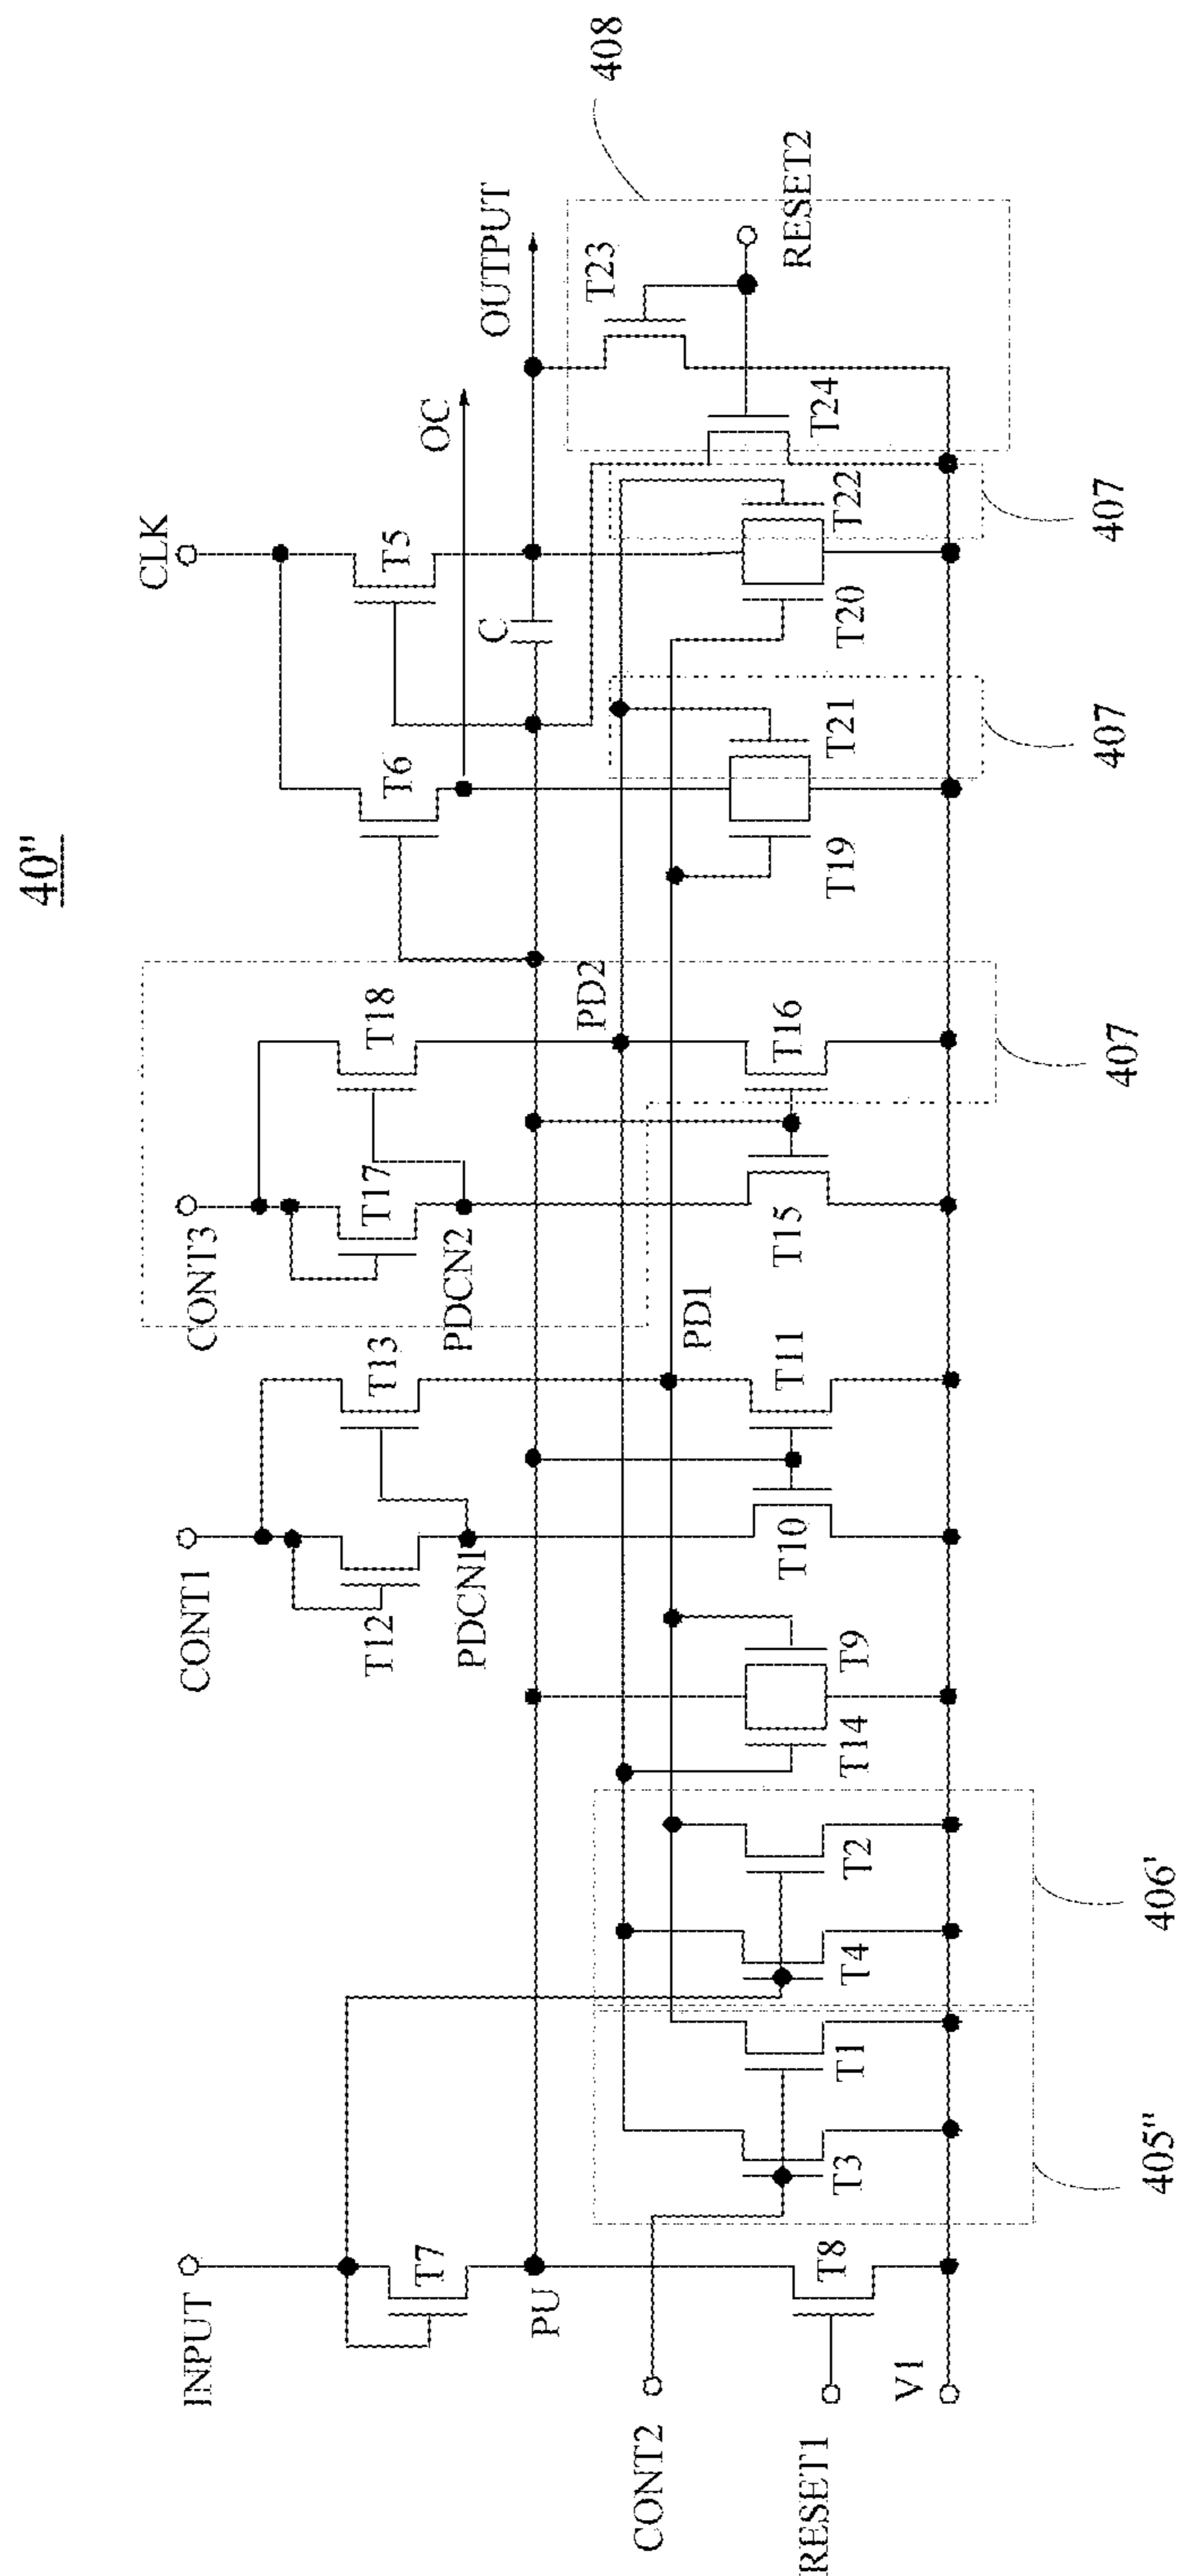 40"
INPUT
CONT1
CONT3
CLK
T7
T12
T13
T17
T18
T6
T5
PDCN1
PDCN2
OC
OUTPUT
C
PU
PD2
PD1
CONT2
RESET1
V1
T8
T3
T1
T4
T2
T14
T9
T10
T11
T15
T16
T19
T21
T20
T22
T24
T23
RESET2
408
405"
406'
407
407
407